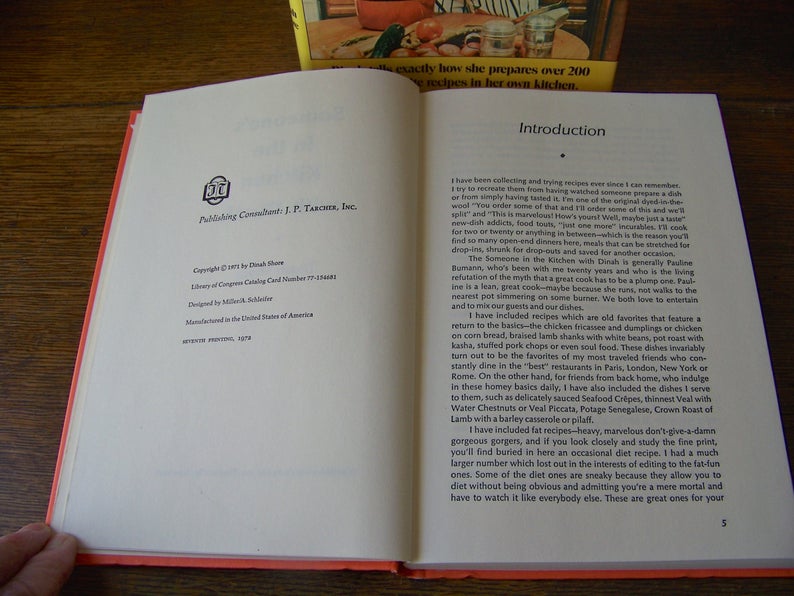 exactly how she prepares over 200
recipes in her own kitchen.
JT
Publishing Consultant: J. P. TARCHER, INC.
Copyright © 1971 by Dinah Shore
Library of Congress Catalog Card Number 77-154681
Designed by Miller/A. Schleifer
Manufactured in the United States of America
SEVENTH PRINTING, 1972
Introduction
I have been collecting and trying recipes ever since I can remember.
I try to recreate them from having watched someone prepare a dish
or from simply having tasted it. I'm one of the original dyed-in-the-
wool "You order some of that and I'll order some of this and we'll
split" and "This is marvelous! How's yours? Well, maybe just a taste"
new-dish addicts, food touts, "just one more" incurables. I'll cook
for two or twenty or anything in between—which is the reason you'll
find so many open-end dinners here, meals that can be stretched for
drop-ins, shrunk for drop-outs and saved for another occasion.
The Someone in the Kitchen with Dinah is generally Pauline
Bumann, who's been with me twenty years and who is the living
refutation of the myth that a great cook has to be a plump one. Paul-
ine is a lean, great cook—maybe because she runs, not walks to the
nearest pot simmering on some burner. We both love to entertain
and to mix our guests and our dishes.
I have included recipes which are old favorites that feature a
return to the basics—the chicken fricassee and dumplings or chicken
on corn bread, braised lamb shanks with white beans, pot roast with
kasha, stuffed pork chops or even soul food. These dishes invariably
turn out to be the favorites of my most traveled friends who con-
stantly dine in the "best" restaurants in Paris, London, New York or
Rome. On the other hand, for friends from back home, who indulge
in these homey basics daily, I have also included the dishes I serve
to them, such as delicately sauced Seafood Crêpes, thinnest Veal with
Water Chestnuts or Veal Piccata, Potage Senegalese, Crown Roast of
Lamb with a barley casserole or pilaff.
I have included fat recipes—heavy, marvelous don't-give-a-damn
gorgeous gorgers, and if you look closely and study the fine print,
you'll find buried in here an occasional diet recipe. I had a much
larger number which lost out in the interests of editing to the fat-fun
ones. Some of the diet ones are sneaky because they allow you to
diet without being obvious and admitting you're a mere mortal and
have to watch it like everybody else. These are great ones for your
5